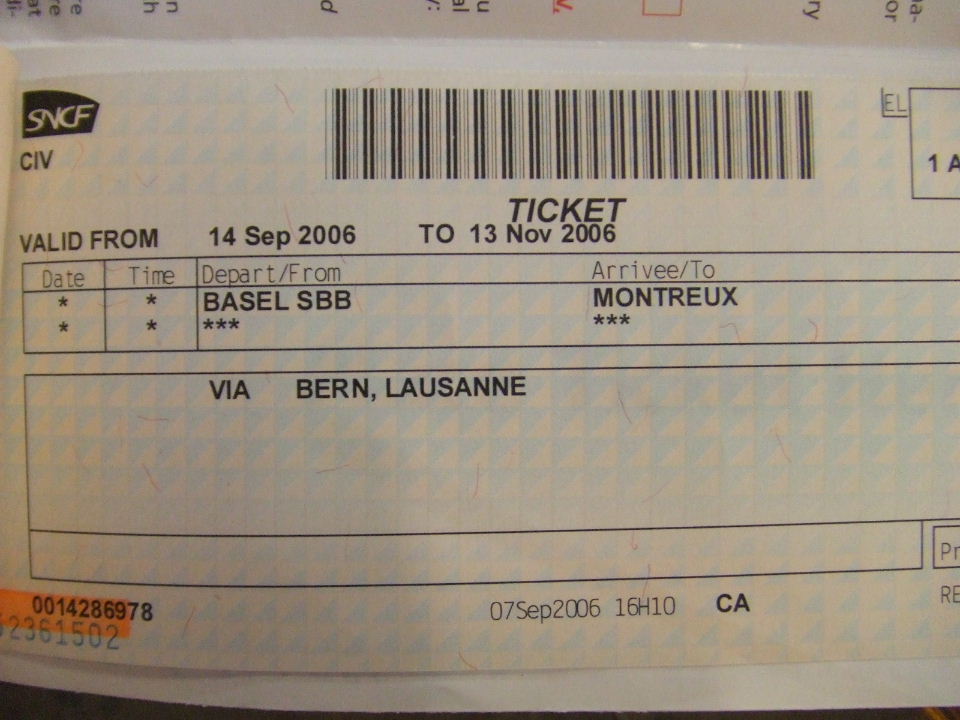 SNCF
EL
CIV
1 A
TICKET
VALID FROM 14 Sep 2006 TO 13 Nov 2006
Date Time Depart/From Arrivee/To
* * BASEL SBB MONTREUX
* * *** ***
VIA BERN, LAUSANNE
Pr
RE
0014286978 07Sep2006 16H10 CA
2361502